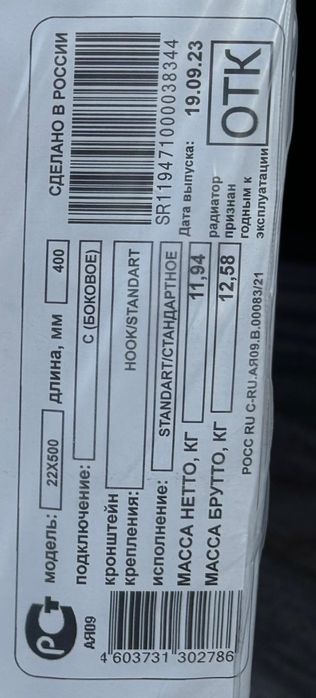 РСТ
АЯ09
модель: 22X500 длина, мм 400
подключение: С (БОКОВОЕ)
кронштейн
крепления: HOOK/STANDART
исполнение: STANDART/СТАНДАРТНОЕ
МАССА НЕТТО, КГ 11,94
МАССА БРУТТО, КГ 12,58
4 603731 302786
РОСС RU С-RU.АЯ09.В.00083/21
СДЕЛАНО В РОССИИ
SR1194710000038344
Дата выпуска: 19.09.23
радиатор
признан
годным к
эксплуатации
ОТК